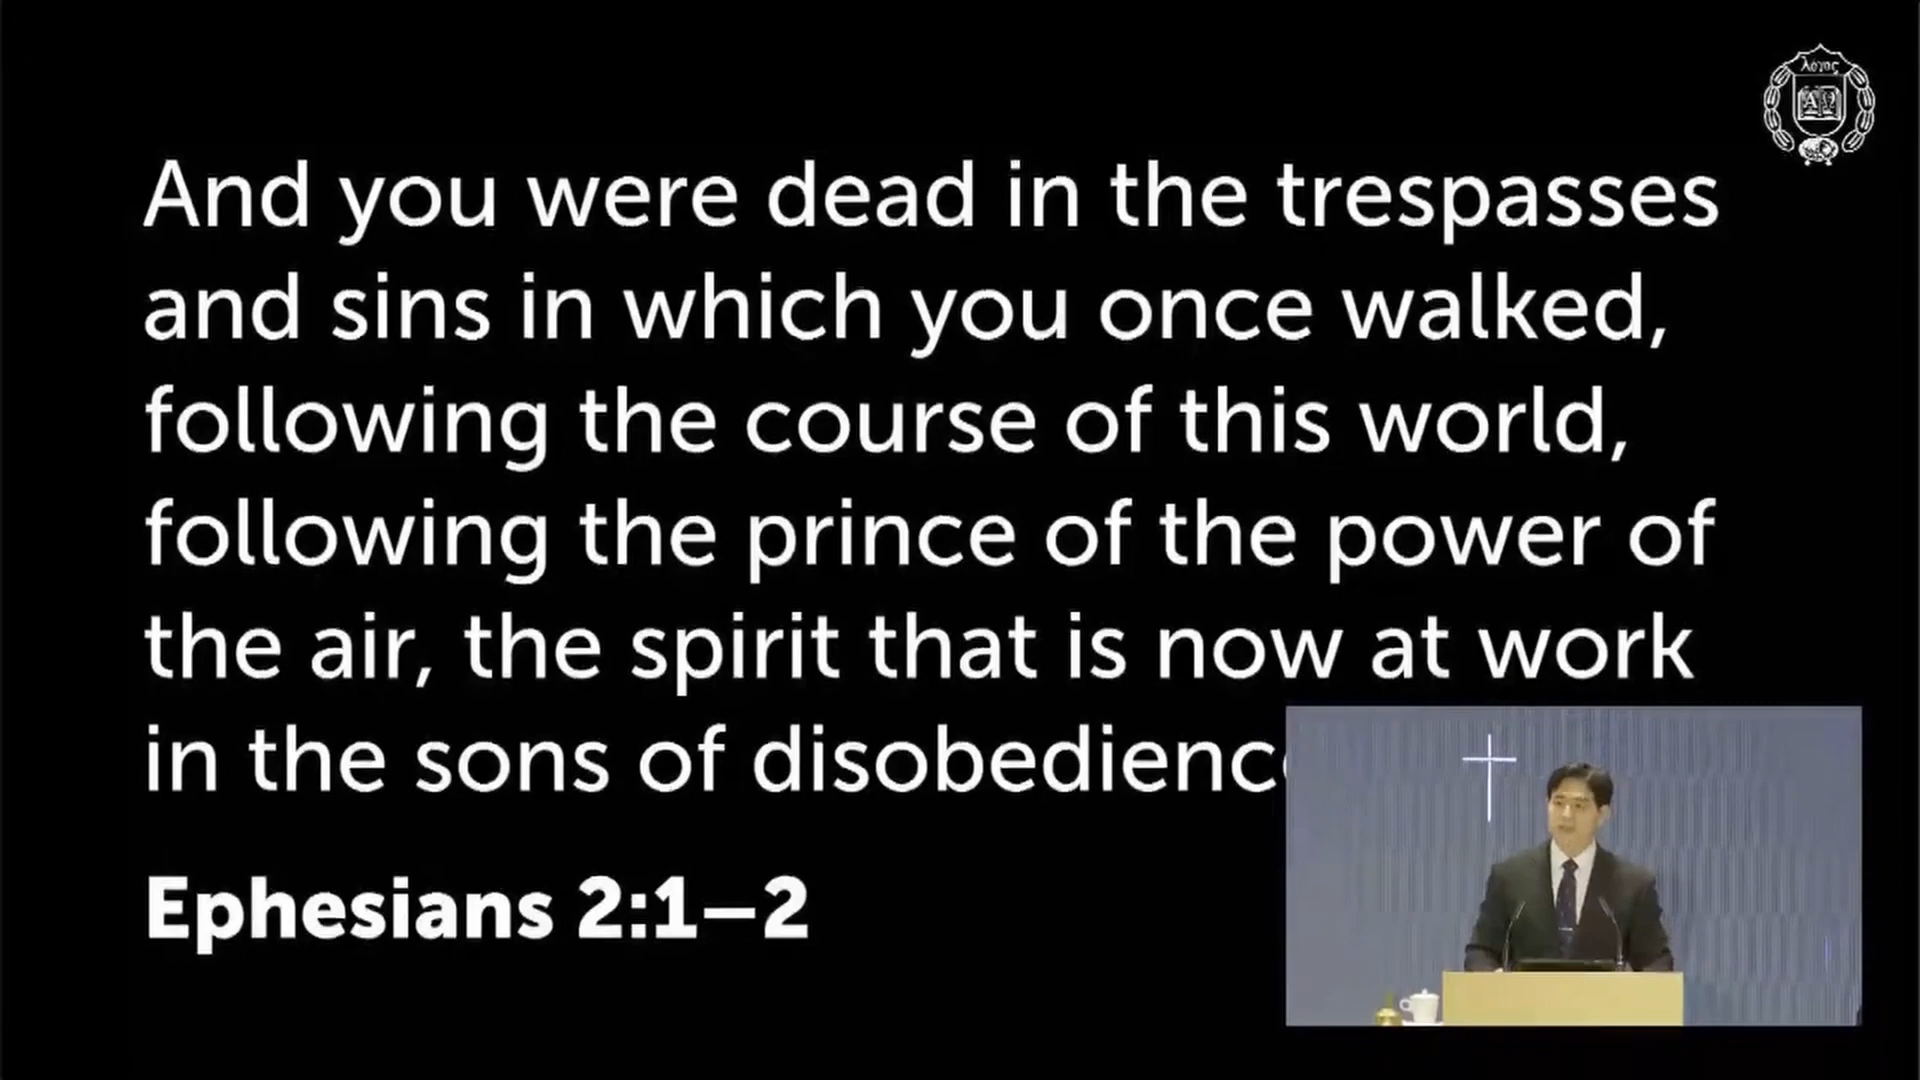 λόγος
Α Ω
And you were dead in the trespasses
and sins in which you once walked,
following the course of this world,
following the prince of the power of
the air, the spirit that is now at work
in the sons of
Ephesians 2:1–2